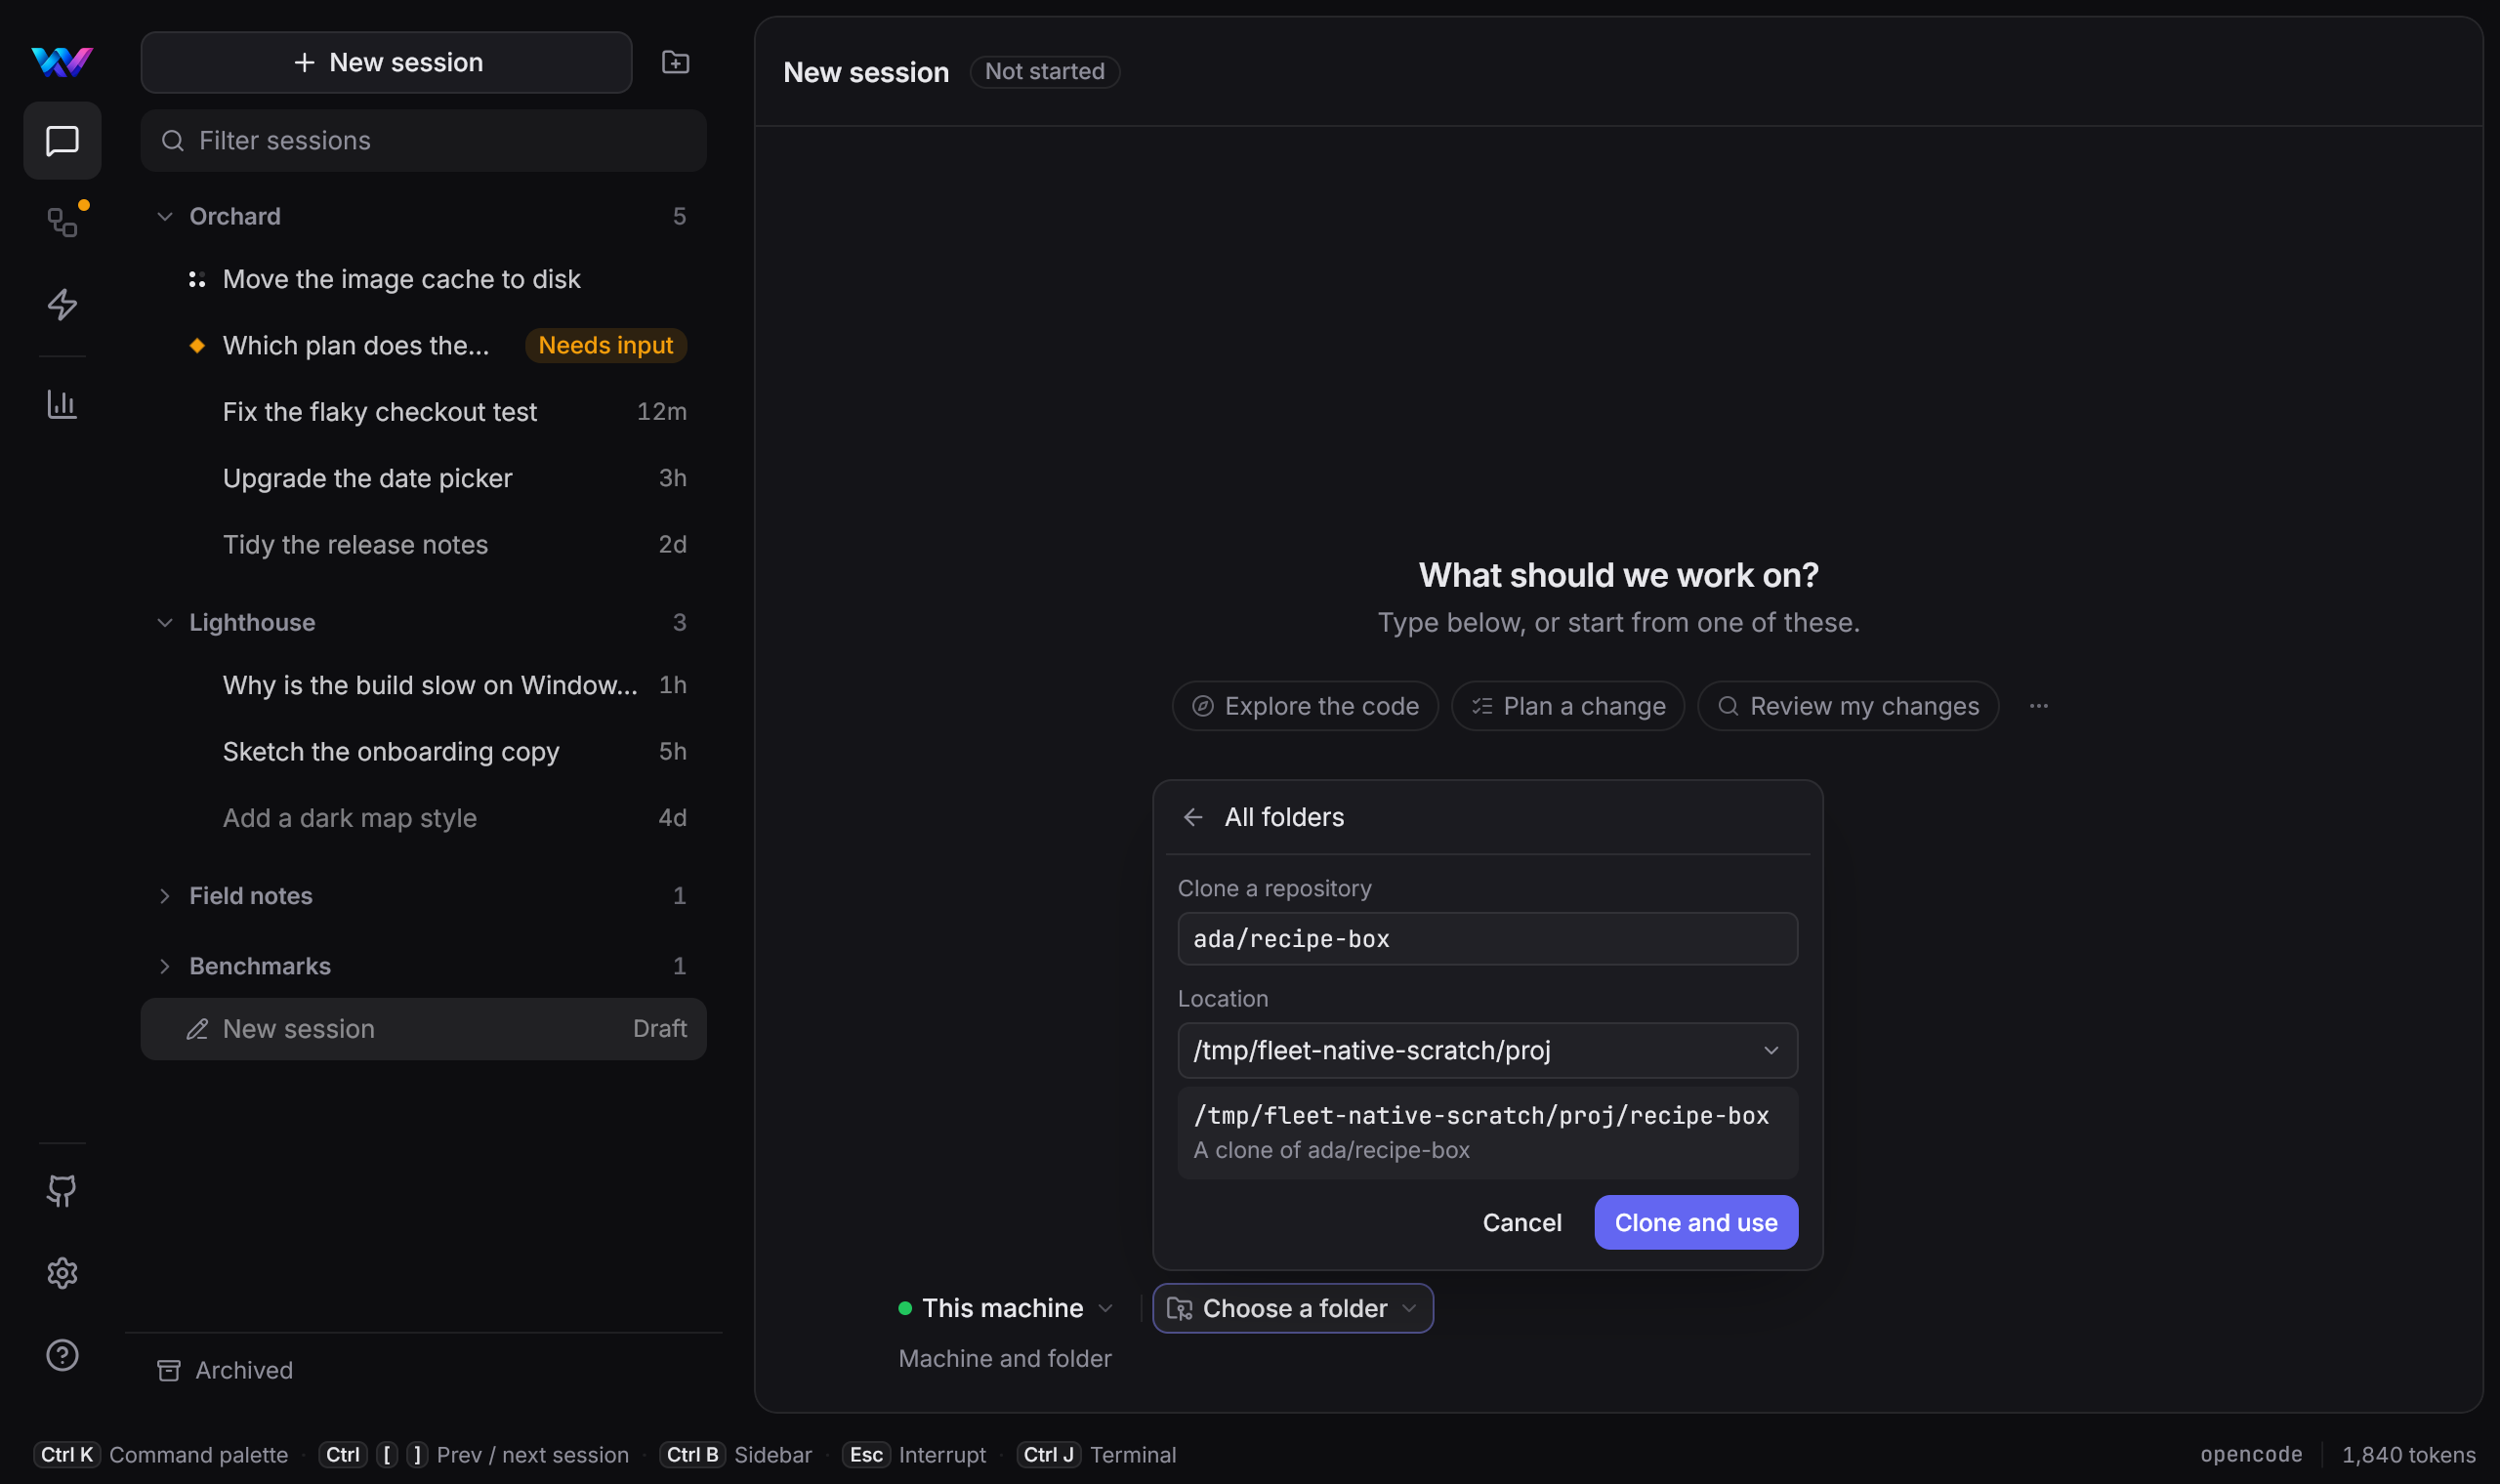 New session
Filter sessions
Orchard 5
Move the image cache to disk
Which plan does the... Needs input
Fix the flaky checkout test 12m
Upgrade the date picker 3h
Tidy the release notes 2d
Lighthouse 3
Why is the build slow on Window... 1h
Sketch the onboarding copy 5h
Add a dark map style 4d
Field notes 1
Benchmarks 1
New session Draft
Archived
New session Not started
What should we work on?
Type below, or start from one of these.
Explore the code Plan a change Review my changes ...
All folders
Clone a repository
ada/recipe-box
Location
/tmp/fleet-native-scratch/proj
/tmp/fleet-native-scratch/proj/recipe-box
A clone of ada/recipe-box
Cancel Clone and use
This machine Choose a folder
Machine and folder
Ctrl K Command palette · Ctrl [ ] Prev / next session · Ctrl B Sidebar · Esc Interrupt · Ctrl J Terminal
opencode 1,840 tokens